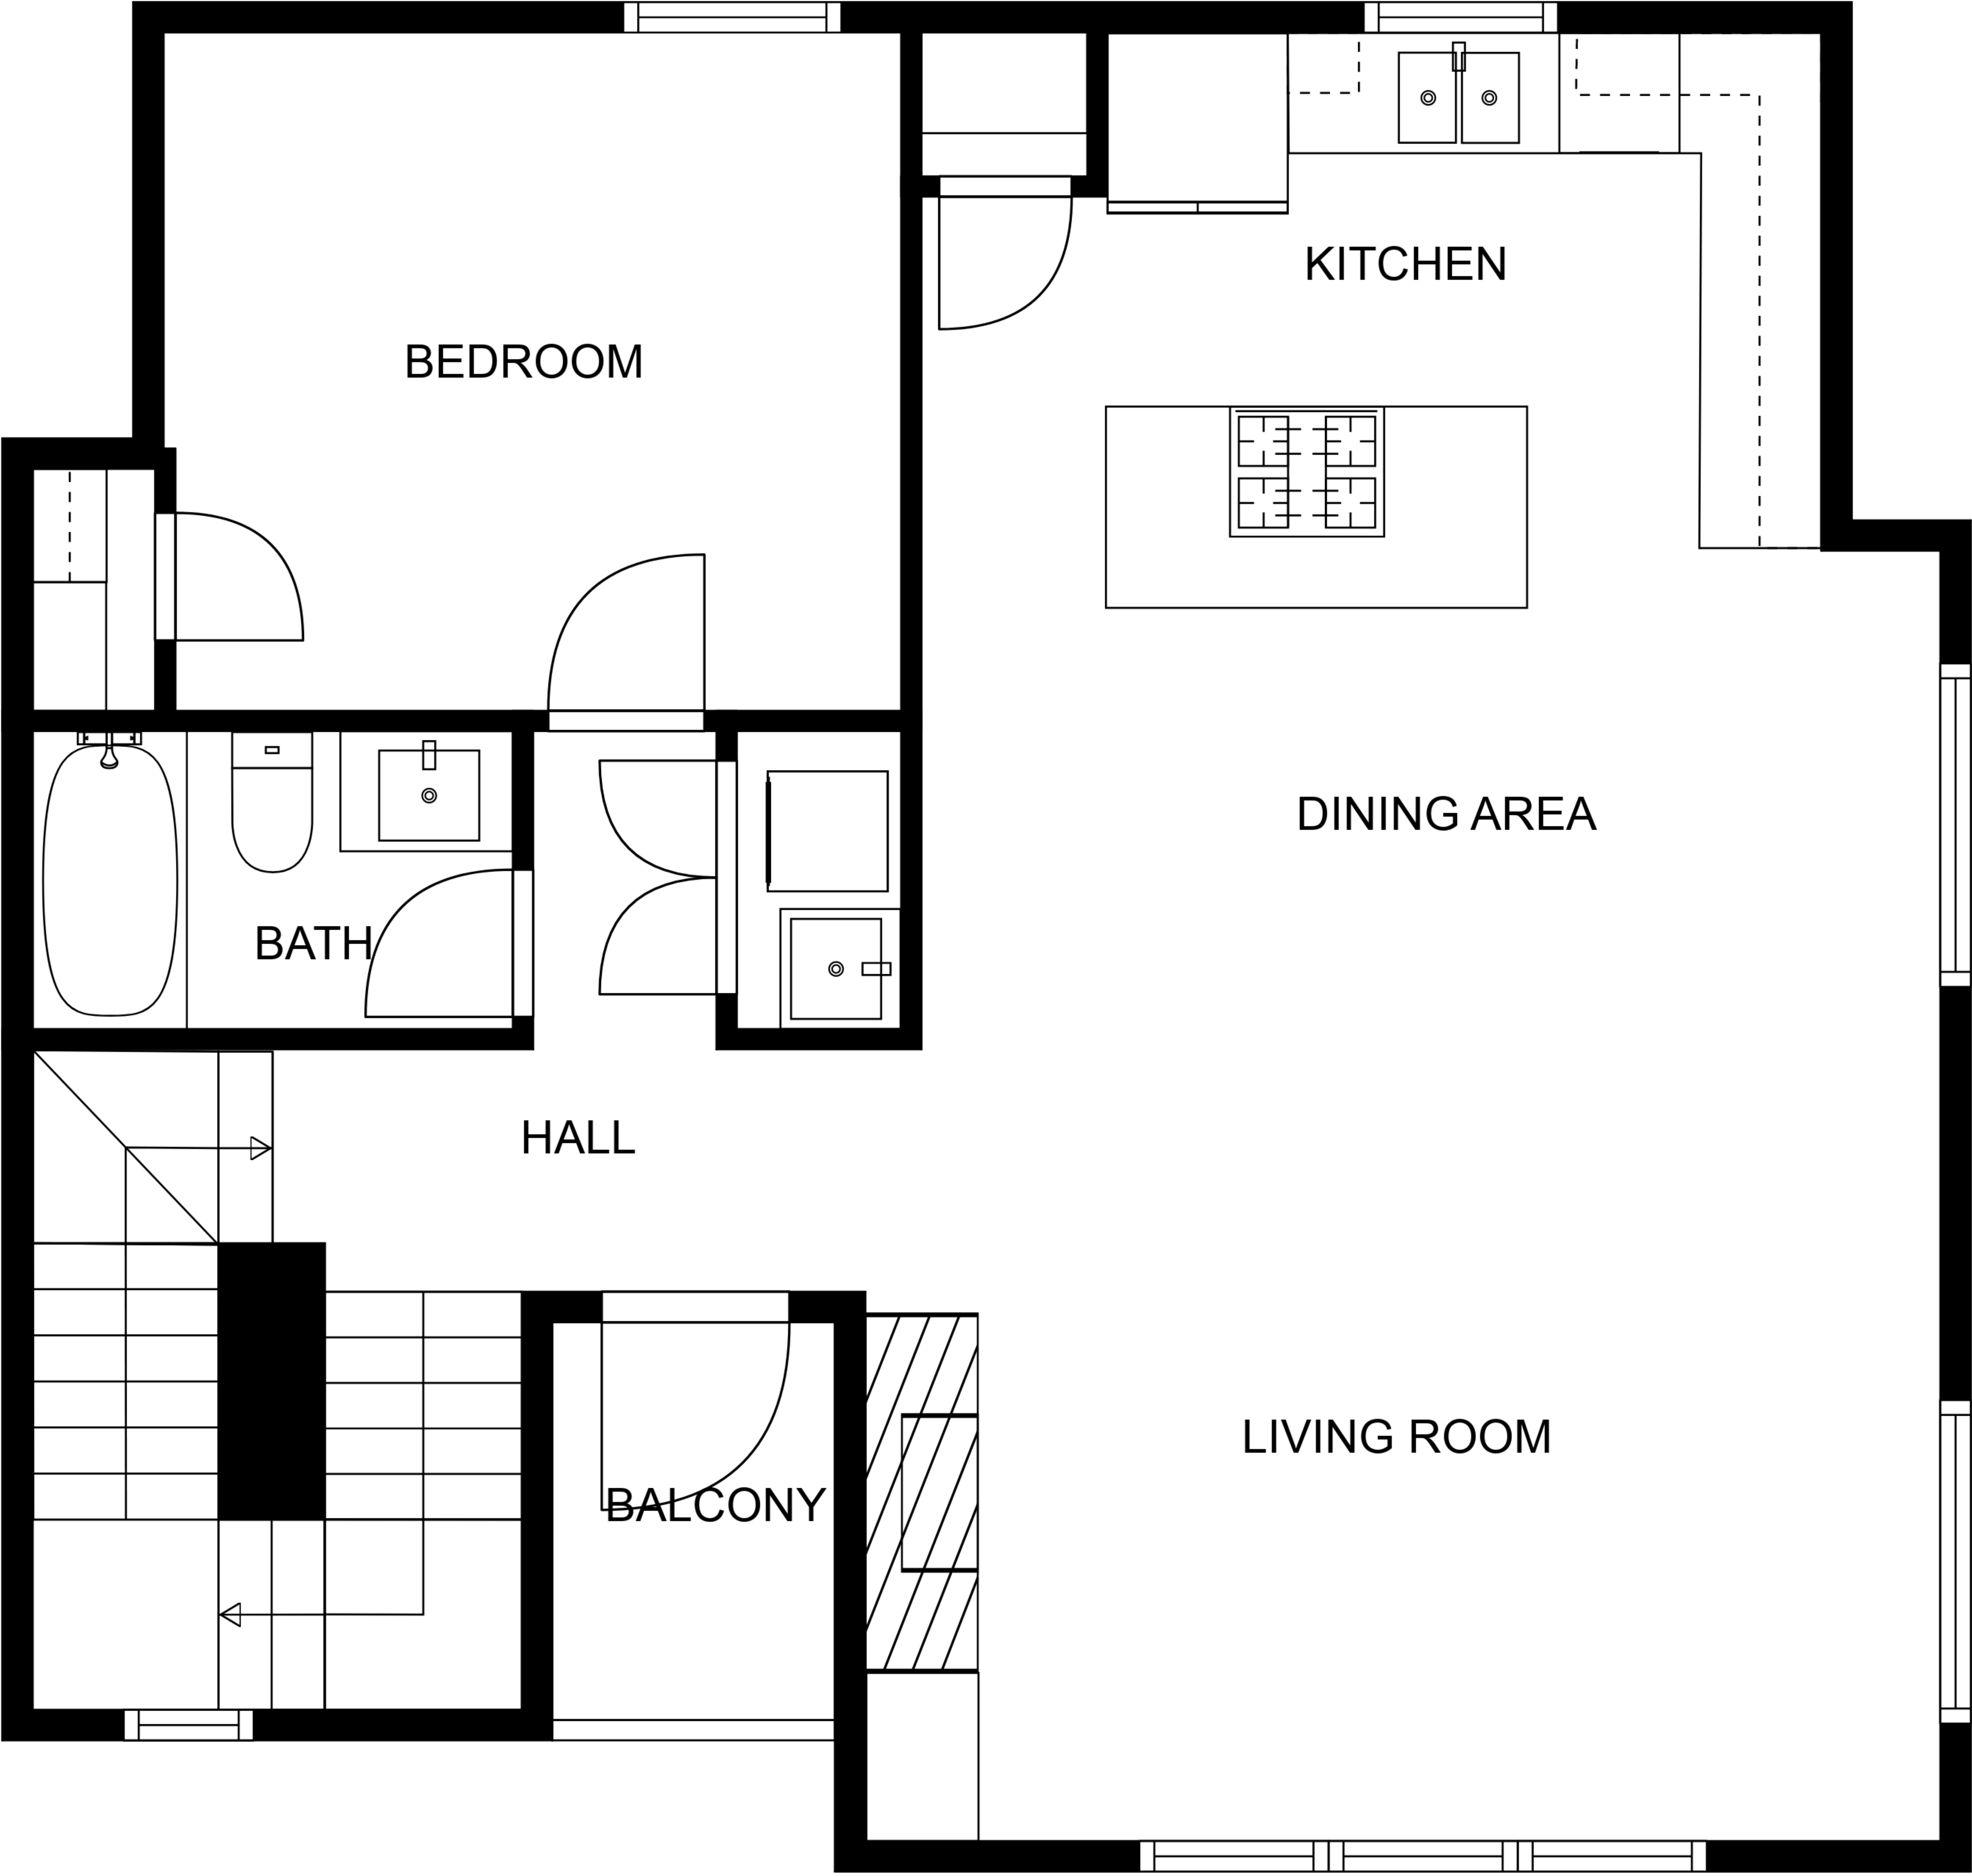 KITCHEN
BEDROOM
DINING AREA
BATH
HALL
LIVING ROOM
BALCONY